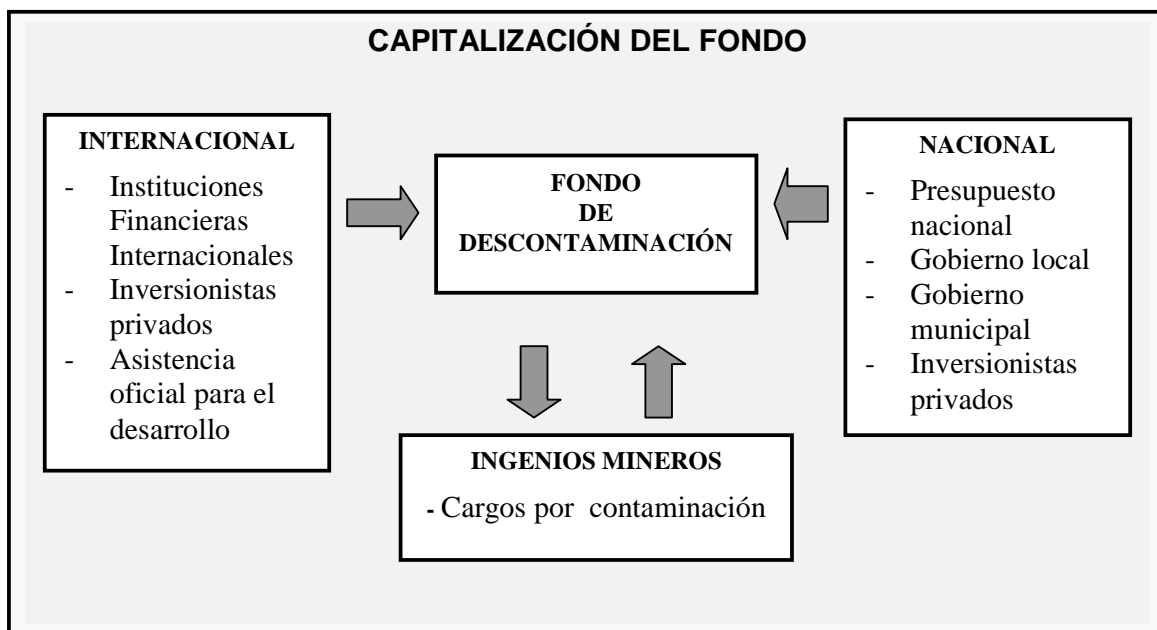 CAPITALIZACIÓN DEL FONDO
INTERNACIONAL
- Instituciones
Financieras
Internacionales
- Inversionistas
privados
- Asistencia
oficial para el
desarrollo
FONDO
DE
DESCONTAMINACIÓN
NACIONAL
- Presupuesto
nacional
- Gobierno local
- Gobierno
municipal
- Inversionistas
privados
INGENIOS MINEROS
- Cargos por contaminación